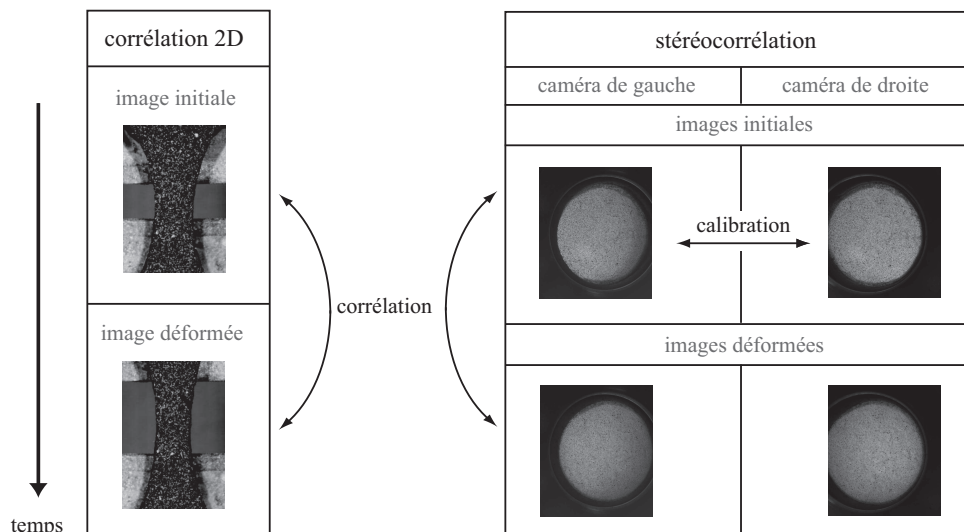 corrélation 2D
image initiale
image déformée
temps
corrélation
stéréocorrélation
caméra de gauche
caméra de droite
images initiales
calibration
images déformées